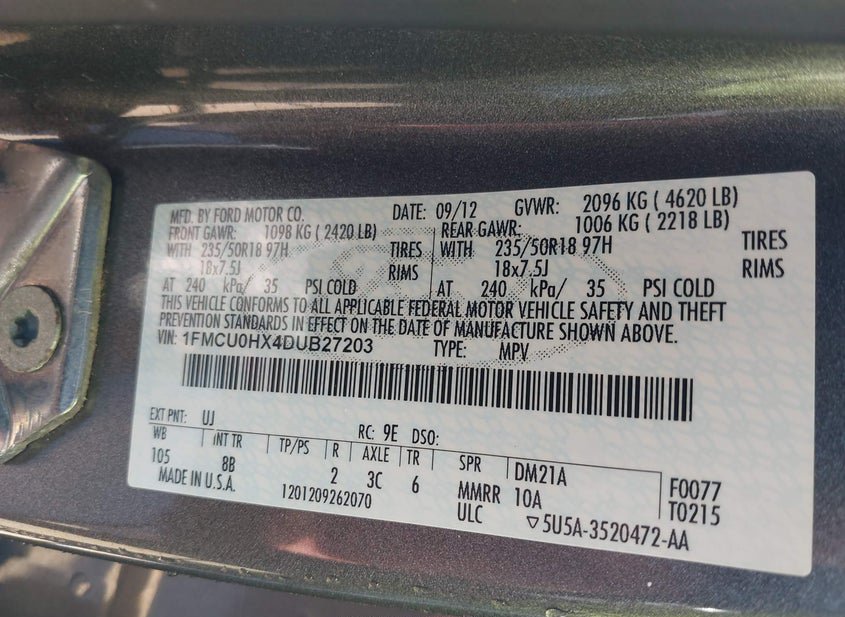 MFD. BY FORD MOTOR CO. DATE: 09/12 GVWR: 2096 KG ( 4620 LB)
FRONT GAWR: 1098 KG ( 2420 LB) REAR GAWR: 1006 KG ( 2218 LB)
WITH 235/50R18 97H TIRES WITH 235/50R18 97H TIRES
18x7.5J RIMS 18x7.5J RIMS
AT 240 kPa/ 35 PSI COLD AT 240 kPa/ 35 PSI COLD
THIS VEHICLE CONFORMS TO ALL APPLICABLE FEDERAL MOTOR VEHICLE SAFETY AND THEFT
PREVENTION STANDARDS IN EFFECT ON THE DATE OF MANUFACTURE SHOWN ABOVE.
VIN: 1FMCU0HX4DUB27203 TYPE: MPV
EXT PNT: UJ RC: 9E DSO:
WB INT TR TP/PS R AXLE TR SPR DM21A F0077
105 8B 2 3C 6 MMRR 10A T0215
MADE IN U.S.A. 1201209262070 ULC ▽5U5A-3520472-AA